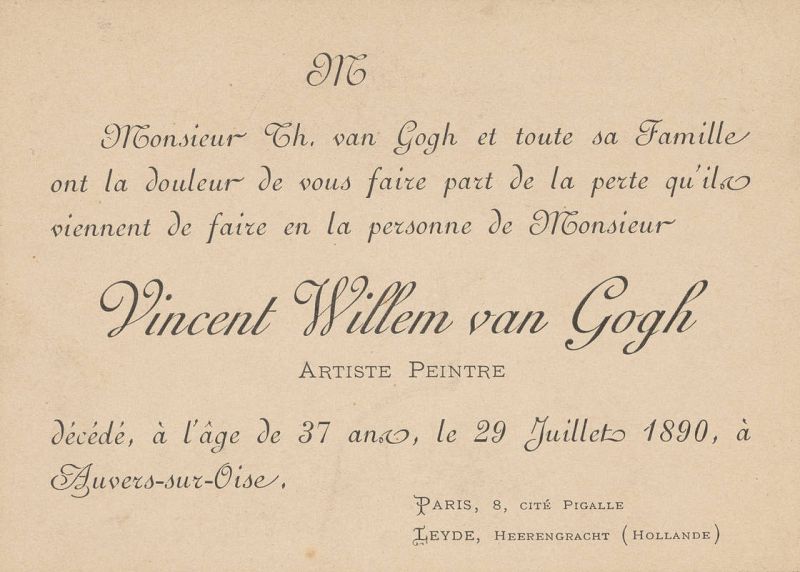 M
Monsieur Th. van Gogh et toute sa Famille
ont la douleur de vous faire part de la perte qu'ils
viennent de faire en la personne de Monsieur
Vincent Willem van Gogh
ARTISTE PEINTRE
décédé, à l'âge de 37 ans, le 29 Juillet 1890, à
Auvers-sur-Oise.
PARIS, 8, CITÉ PIGALLE
LEYDE, HEERENGRACHT (HOLLANDE)